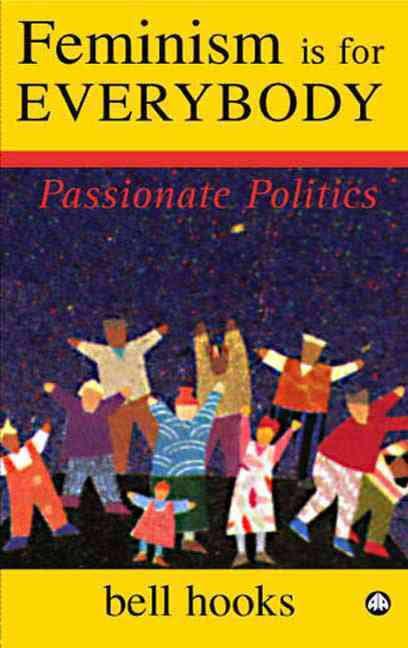 Feminism is for
EVERYBODY
Passionate Politics
bell hooks